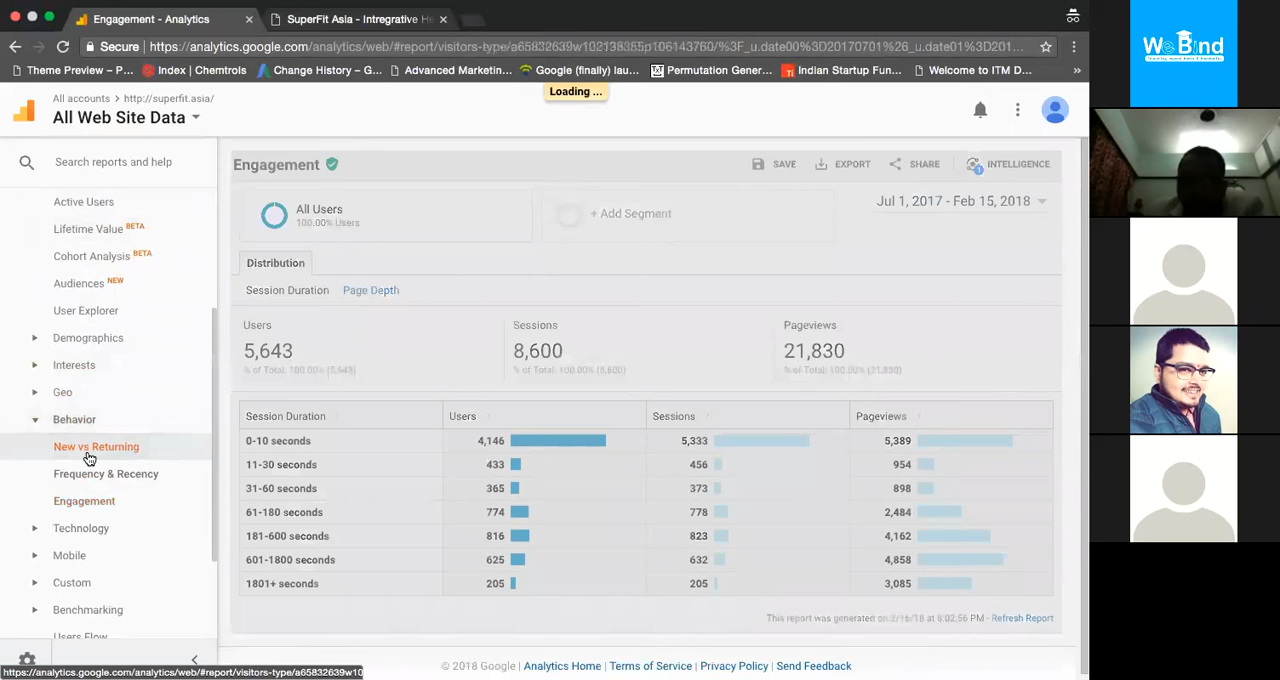 Engagement - Analytics
SuperFit Asia - Intregrative He
Secure https://analytics.google.com/analytics/web/#report/visitors-type/
Theme Preview – P...
Index | Chemtrols
Change History – G...
Advanced Marketin...
Google (finally) lau...
Permutation Gener...
Indian Startup Fun...
Welcome to ITM D...
»
Loading ...
All accounts > http://superfit.asia/
All Web Site Data
Search reports and help
Active Users
Lifetime Value BETA
Cohort Analysis BETA
Audiences NEW
User Explorer
Demographics
Interests
Geo
Behavior
New vs Returning
Frequency & Recency
Engagement
Technology
Mobile
Custom
Benchmarking
Users Flow
https://analytics.google.com/analytics/web/#report/visitors-type/a65832639w10
Engagement
SAVE
EXPORT
SHARE
INTELLIGENCE
1
All Users
100.00% Users
+ Add Segment
Jul 1, 2017 - Feb 15, 2018
Distribution
Session Duration Page Depth
Users Sessions Pageviews
5,643 8,600 21,830
% of Total: 100.00% (5,643) % of Total: 100.00% (8,600) % of Total: 100.00% (21,830)
Session Duration Users Sessions Pageviews
0-10 seconds 4,146 5,333 5,389
11-30 seconds 433 456 954
31-60 seconds 365 373 898
61-180 seconds 774 778 2,484
181-600 seconds 816 823 4,162
601-1800 seconds 625 632 4,858
1801+ seconds 205 205 3,085
This report was generated on 2/16/18 at 8:02:56 PM - Refresh Report
© 2018 Google | Analytics Home | Terms of Service | Privacy Policy | Send Feedback
We Bind